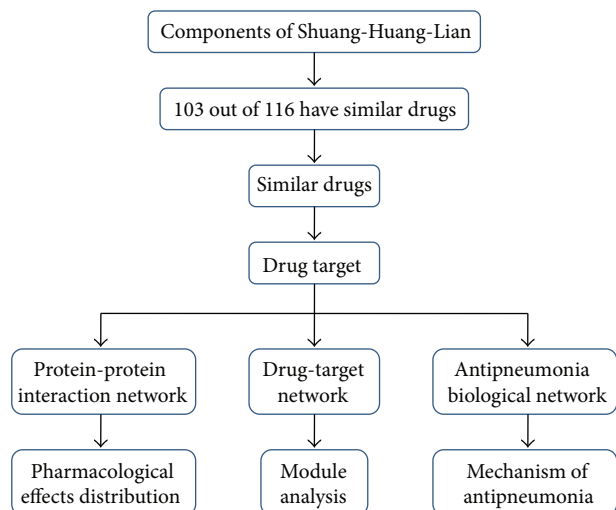 Components of Shuang-Huang-Lian
103 out of 116 have similar drugs
Similar drugs
Drug target
Protein-protein
interaction network
Drug-target
network
Antipneumonia
biological network
Pharmacological
effects distribution
Module
analysis
Mechanism of
antipneumonia